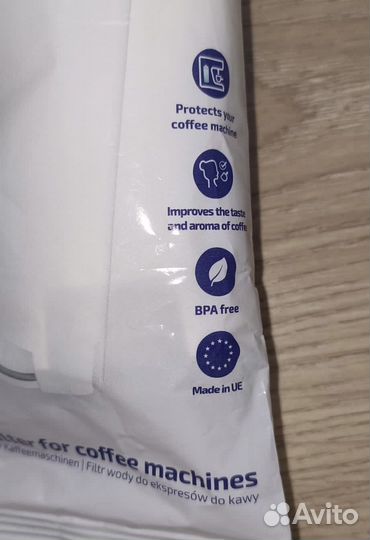 Protects your
coffee machine
Improves the taste
and aroma of coffe
BPA free
Made in UE
for coffee machines
Kaffeemaschinen | Filtr wody do ekspresów do kawy
Avito